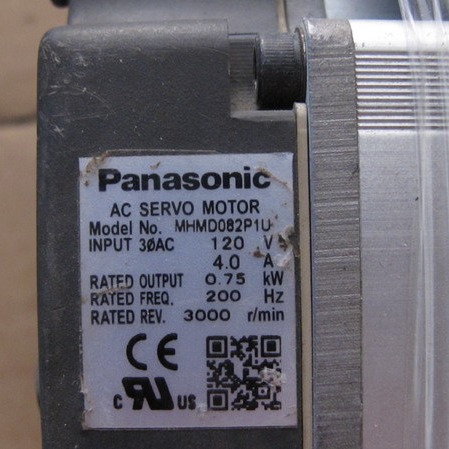 Panasonic
AC SERVO MOTOR
Model No. MHMD082P1U
INPUT 3ØAC 120 V
4.0 A
RATED OUTPUT 0.75 kW
RATED FREQ. 200 Hz
RATED REV. 3000 r/min
CE
C RU US